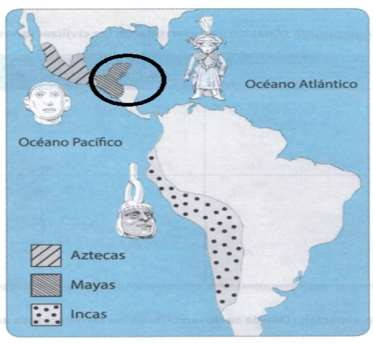 Océano Atlántico
Océano Pacífico
Aztecas
Mayas
Incas